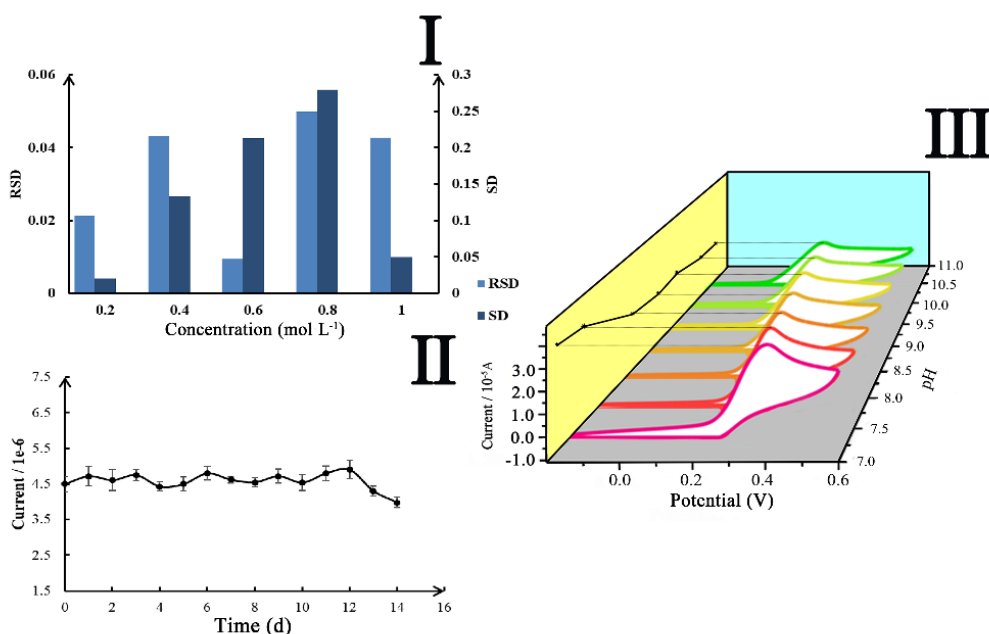 I
0.06
0.3
0.25
0.04
0.2
0.15
0.02
0.1
0.05
0
0
RSD
SD
0.2 0.4 0.6 0.8 1
Concentration (mol L-1)
RSD
SD
II
7.5
6.5
5.5
4.5
3.5
2.5
1.5
Current / 1e-6
0 2 4 6 8 10 12 14 16
Time (d)
III
3.0
2.0
1.0
0.0
-1.0
Current / 10-5A
0.0 0.2 0.4 0.6
Potential (V)
11.0
10.5
10.0
9.5
9.0
8.5
8.0
7.5
7.0
pH